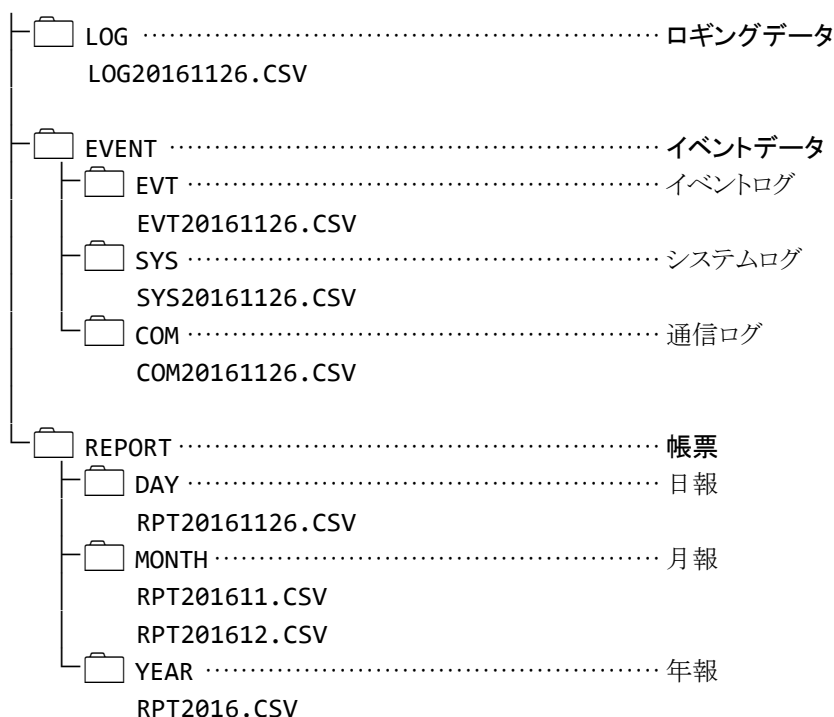 LOG ロギングデータ
LOG20161126.CSV
EVENT イベントデータ
EVT イベントログ
EVT20161126.CSV
SYS システムログ
SYS20161126.CSV
COM 通信ログ
COM20161126.CSV
REPORT 帳票
DAY 日報
RPT20161126.CSV
MONTH 月報
RPT201611.CSV
RPT201612.CSV
YEAR 年報
RPT2016.CSV